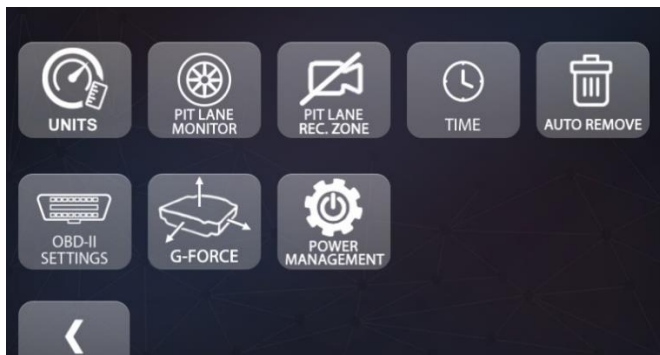 UNITS
PIT LANE
MONITOR
PIT LANE
REC. ZONE
TIME
AUTO REMOVE
OBD-II
SETTINGS
G-FORCE
POWER
MANAGEMENT